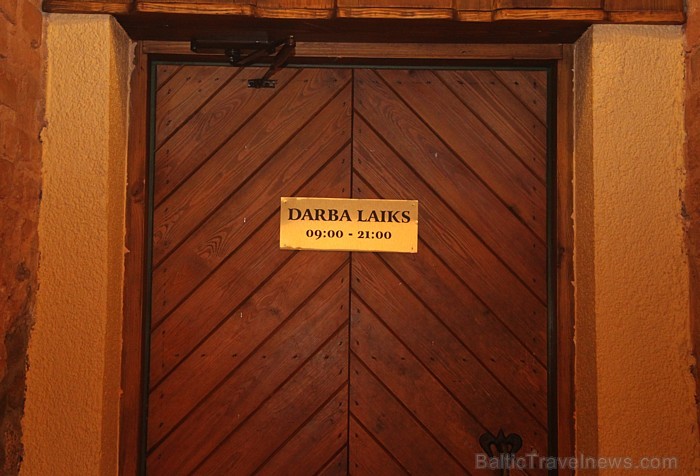 DARBA LAIKS
09:00 - 21:00
BalticTravelnews.com